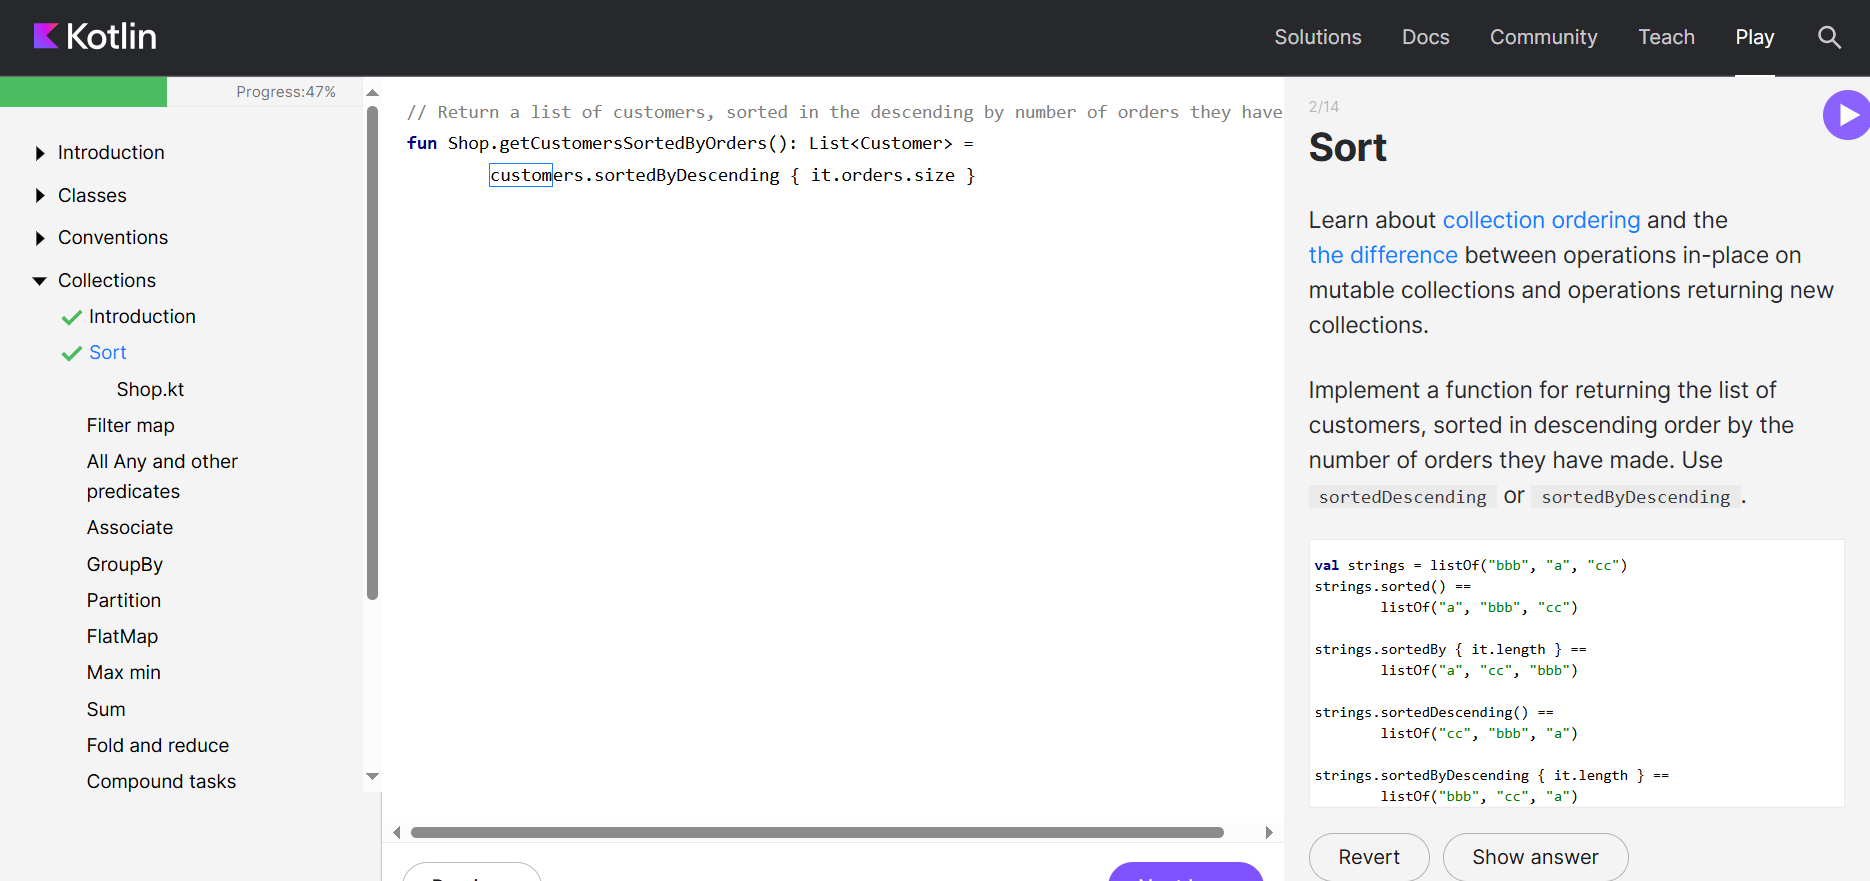 Kotlin
Solutions
Docs
Community
Teach
Play
Progress:47%
Introduction
Classes
Conventions
Collections
Introduction
Sort
Shop.kt
Filter map
All Any and other
predicates
Associate
GroupBy
Partition
FlatMap
Max min
Sum
Fold and reduce
Compound tasks
// Return a list of customers, sorted in the descending by number of orders they have
fun Shop.getCustomersSortedByOrders(): List<Customer> =
customers.sortedByDescending { it.orders.size }
2/14
Sort
Learn about collection ordering and the
the difference between operations in-place on
mutable collections and operations returning new
collections.
Implement a function for returning the list of
customers, sorted in descending order by the
number of orders they have made. Use
sortedDescending or sortedByDescending .
val strings = listOf("bbb", "a", "cc")
strings.sorted() ==
listOf("a", "bbb", "cc")
strings.sortedBy { it.length } ==
listOf("a", "cc", "bbb")
strings.sortedDescending() ==
listOf("cc", "bbb", "a")
strings.sortedByDescending { it.length } ==
listOf("bbb", "cc", "a")
Revert
Show answer